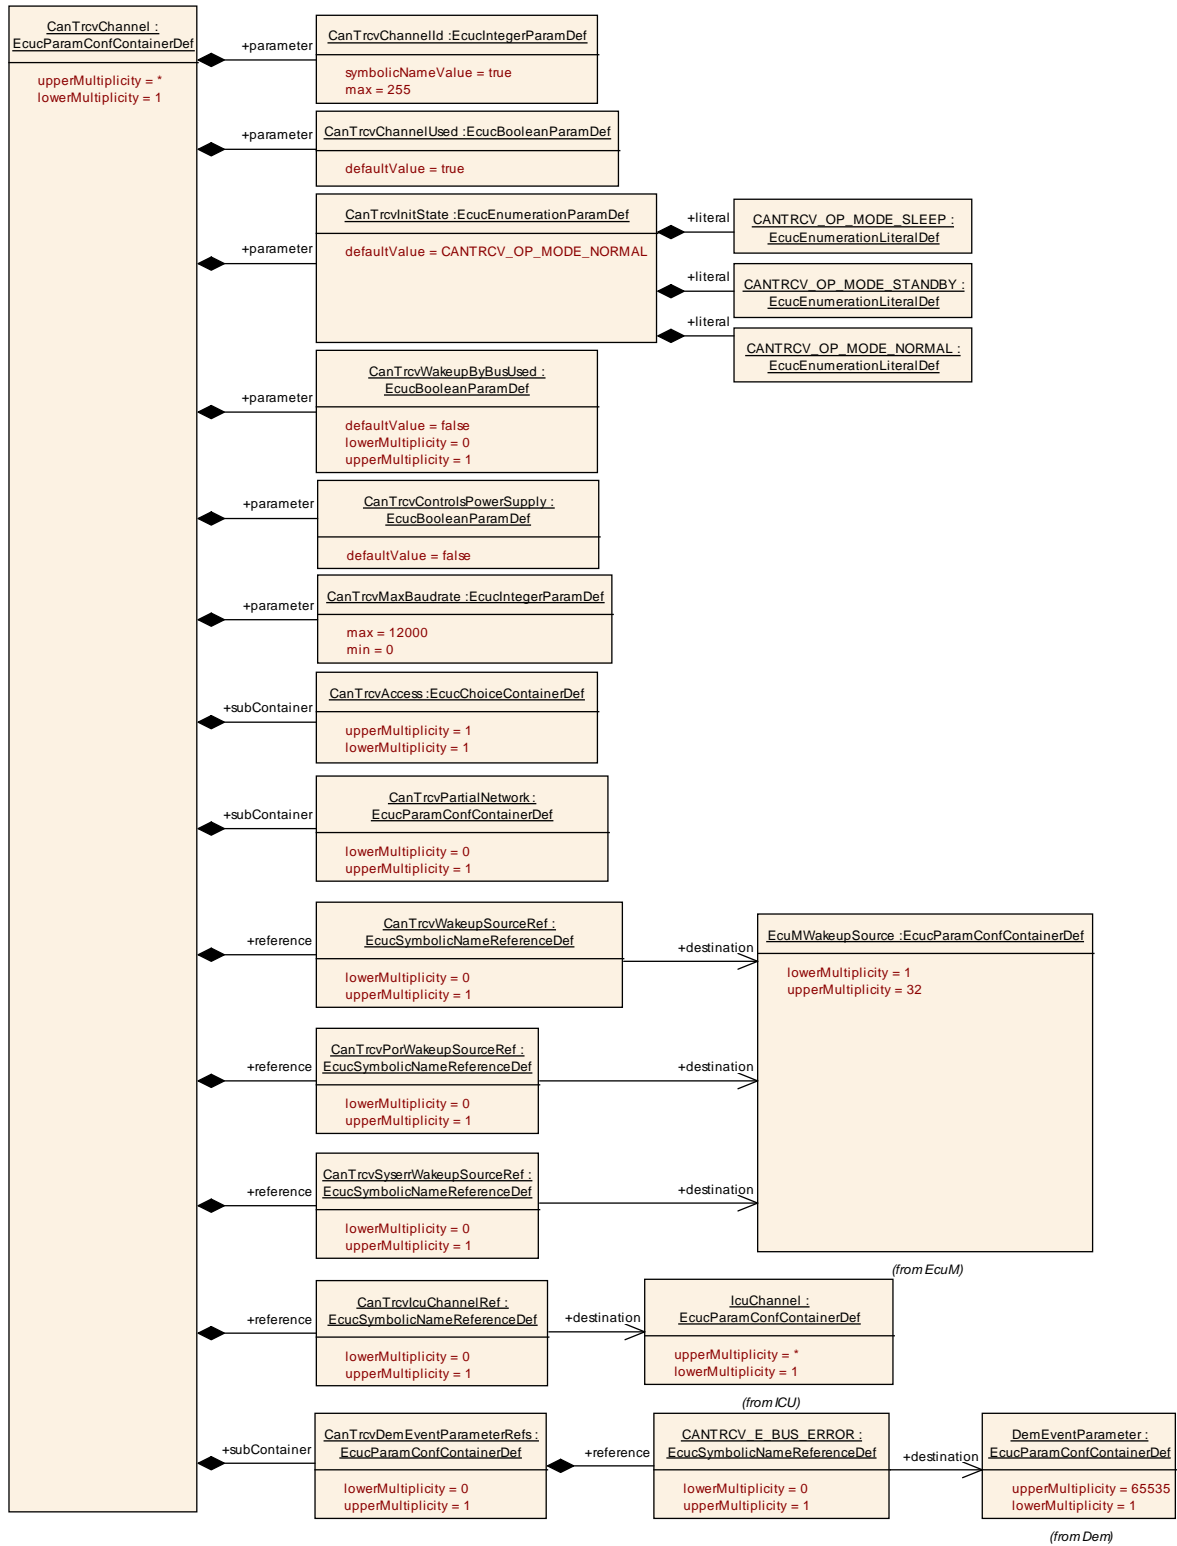 CanTrcvChannel :
EcucParamConfContainerDef
upperMultiplicity = *
lowerMultiplicity = 1
+parameter
CanTrcvChannelId :EcucIntegerParamDef
symbolicNameValue = true
max = 255
+parameter
CanTrcvChannelUsed :EcucBooleanParamDef
defaultValue = true
+parameter
CanTrcvInitState :EcucEnumerationParamDef
defaultValue = CANTRCV_OP_MODE_NORMAL
+literal
CANTRCV_OP_MODE_SLEEP :
EcucEnumerationLiteralDef
+literal
CANTRCV_OP_MODE_STANDBY :
EcucEnumerationLiteralDef
+literal
CANTRCV_OP_MODE_NORMAL :
EcucEnumerationLiteralDef
+parameter
CanTrcvWakeupByBusUsed :
EcucBooleanParamDef
defaultValue = false
lowerMultiplicity = 0
upperMultiplicity = 1
+parameter
CanTrcvControlsPowerSupply :
EcucBooleanParamDef
defaultValue = false
+parameter
CanTrcvMaxBaudrate :EcucIntegerParamDef
max = 12000
min = 0
+subContainer
CanTrcvAccess :EcucChoiceContainerDef
upperMultiplicity = 1
lowerMultiplicity = 1
+subContainer
CanTrcvPartialNetwork :
EcucParamConfContainerDef
lowerMultiplicity = 0
upperMultiplicity = 1
+reference
CanTrcvWakeupSourceRef :
EcucSymbolicNameReferenceDef
lowerMultiplicity = 0
upperMultiplicity = 1
+destination
EcuMWakeupSource :EcucParamConfContainerDef
lowerMultiplicity = 1
upperMultiplicity = 32
+reference
CanTrcvPorWakeupSourceRef :
EcucSymbolicNameReferenceDef
lowerMultiplicity = 0
upperMultiplicity = 1
+destination
+reference
CanTrcvSyserrWakeupSourceRef :
EcucSymbolicNameReferenceDef
lowerMultiplicity = 0
upperMultiplicity = 1
+destination
(from EcuM)
+reference
CanTrcvIcuChannelRef :
EcucSymbolicNameReferenceDef
lowerMultiplicity = 0
upperMultiplicity = 1
+destination
IcuChannel :
EcucParamConfContainerDef
upperMultiplicity = *
lowerMultiplicity = 1
(from ICU)
+subContainer
CanTrcvDemEventParameterRefs :
EcucParamConfContainerDef
lowerMultiplicity = 0
upperMultiplicity = 1
+reference
CANTRCV_E_BUS_ERROR :
EcucSymbolicNameReferenceDef
lowerMultiplicity = 0
upperMultiplicity = 1
+destination
DemEventParameter :
EcucParamConfContainerDef
upperMultiplicity = 65535
lowerMultiplicity = 1
(from Dem)